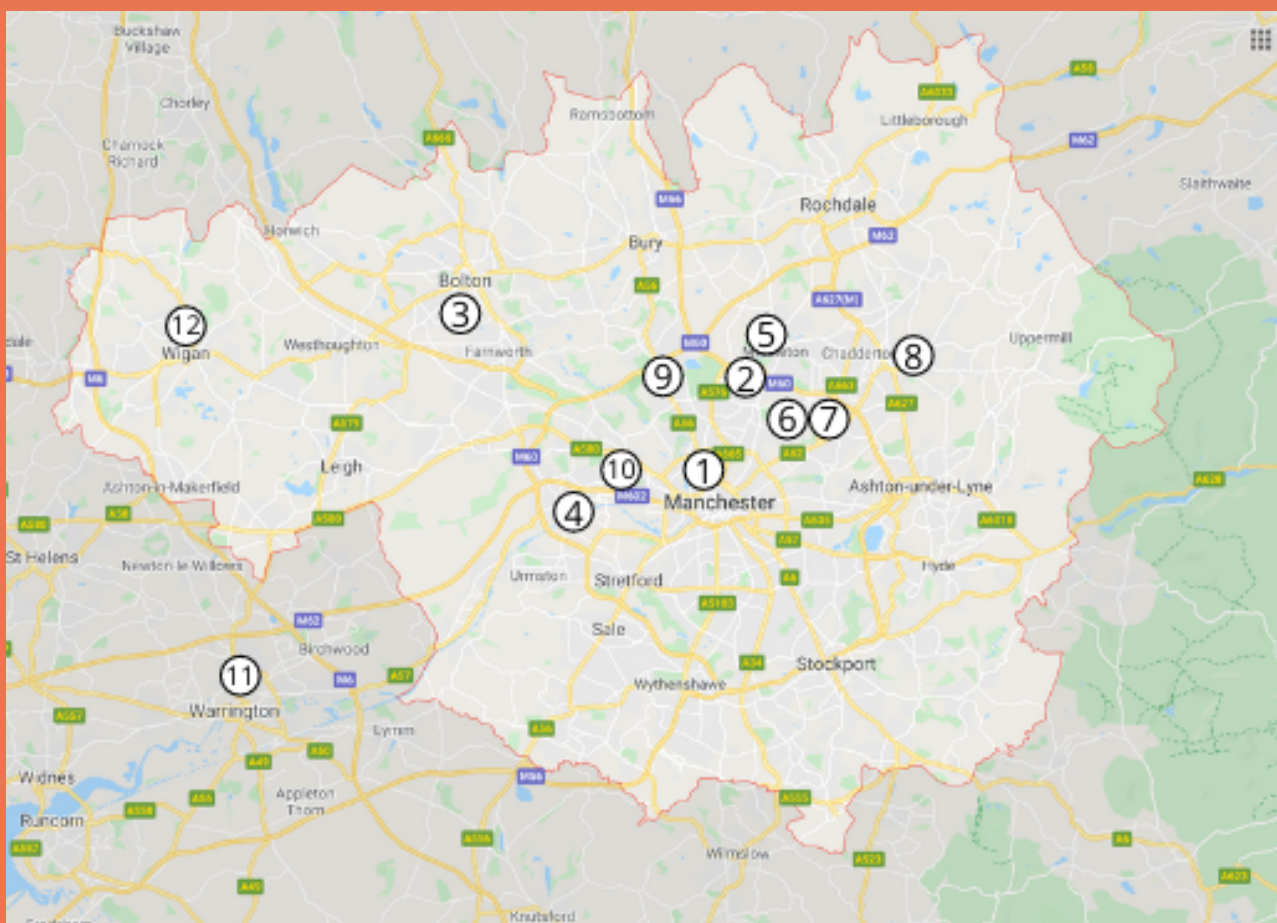 Buckshaw
Village
Chorley
Charnock
Richard
Ramsbottom
A6033
A58
Littleborough
M62
A666
Slaithwaite
M66
Rochdale
M62
Horwich
Bury
Bolton
A56
A627(M)
3
12
5
Uppermill
Wigan
Westhoughton
Farnworth
M60
8
M6
9
A576
2
M60
A663
A627
6
7
A579
A56
A62
Leigh
A580
10
1
A665
M60
Ashton-in-Makerfield
M602
Manchester
Ashton-under-Lyne
A628
A58
A580
A580
4
A635
A6018
St Helens
Newton-le-Willows
Urmston
Stretford
A6
Hyde
A5103
M62
Sale
Birchwood
A34
Stockport
11
M6
A57
Wythenshawe
Warrington
A557
Lymm
A56
A49
A50
Widnes
M56
A56
Appleton
Thorn
A555
A558
Runcorn
A556
A6
A557
Wilmslow
A523
A49
A623
Knutsford